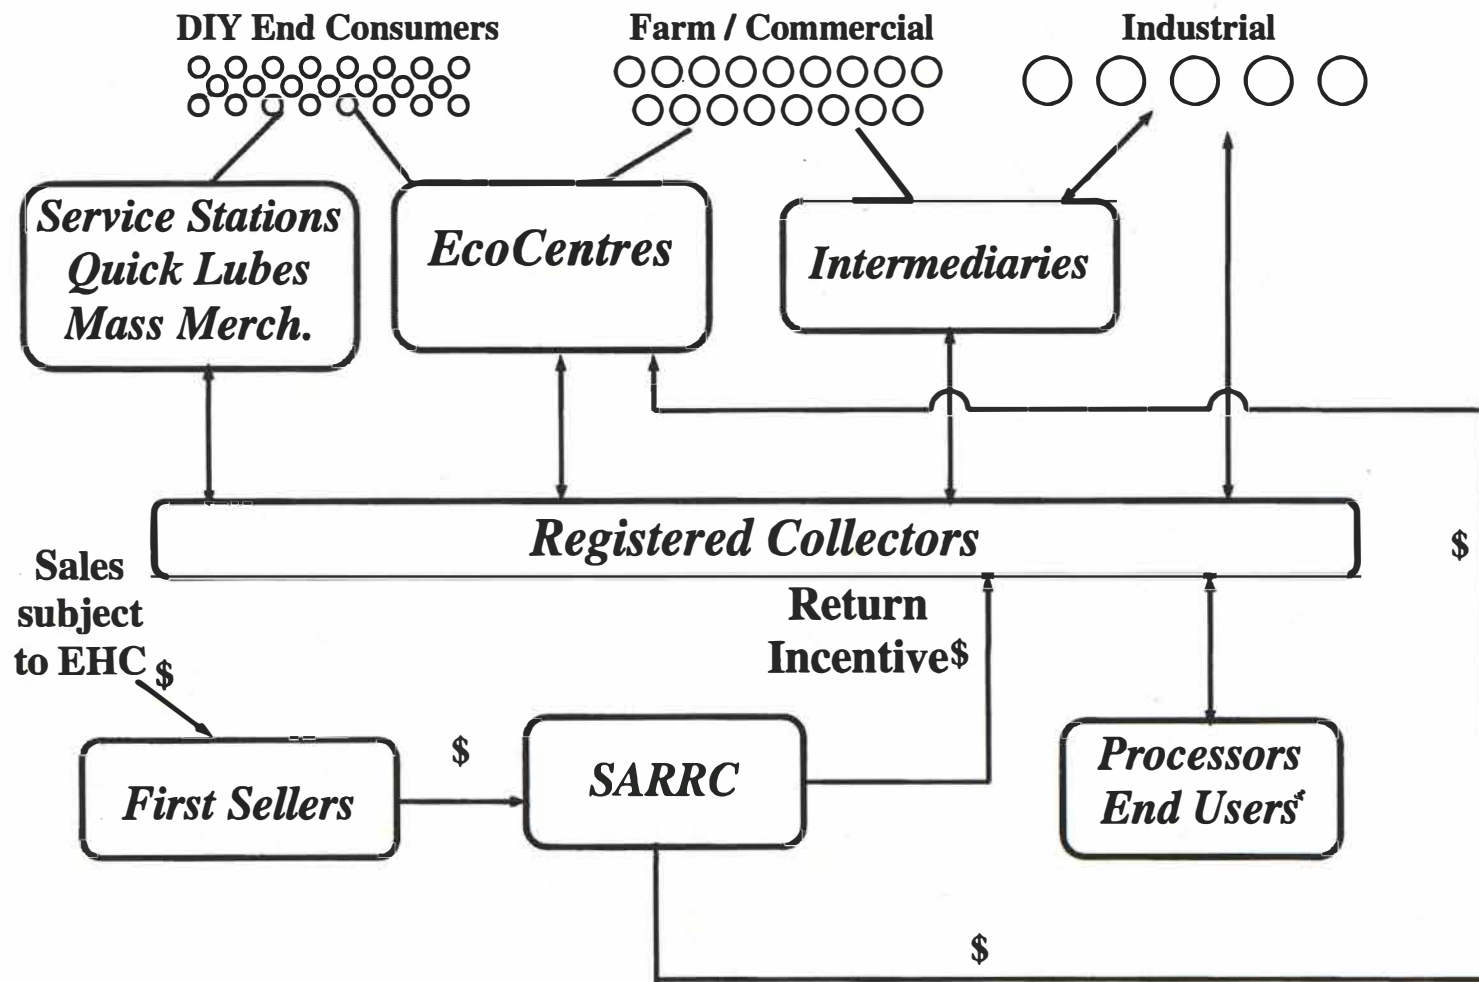 DIY End Consumers
Farm / Commercial
Industrial
Service Stations
Quick Lubes
Mass Merch.
EcoCentres
Intermediaries
Registered Collectors
$
Sales
subject
to EHC $
Return
Incentive$
First Sellers
$
SARRC
Processors
End Users*
$